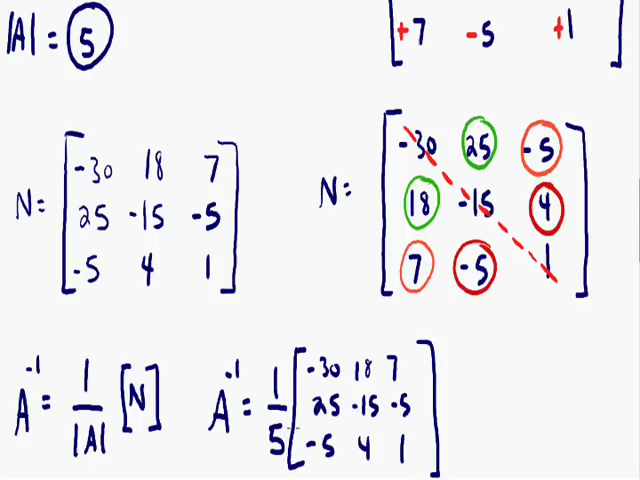 |A| = 5
+7 -5 +1
N= -30 18 7
25 -15 -5
-5 4 1
N= -30 25 -5
18 -15 4
7 -5 1
A^-1 = 1/|A| [N]
A^-1 = 1/5 [-30 18 7
25 -15 -5
-5 4 1]